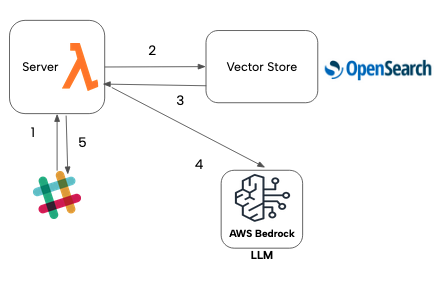 2
Server
Vector Store
OpenSearch
3
1
5
4
AWS Bedrock
LLM